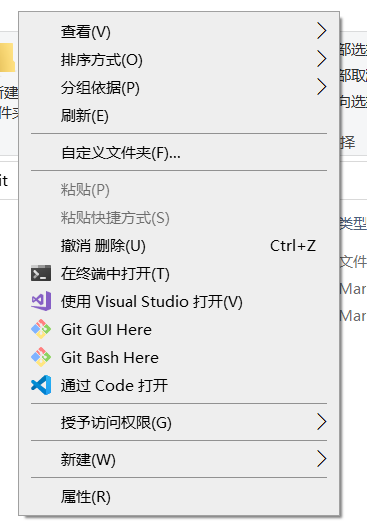 查看(V)
排序方式(O)
分组依据(P)
刷新(E)
自定义文件夹(F)...
粘贴(P)
粘贴快捷方式(S)
撤消 删除(U) Ctrl+Z
在终端中打开(T)
使用 Visual Studio 打开(V)
Git GUI Here
Git Bash Here
通过 Code 打开
授予访问权限(G)
新建(W)
属性(R)
新建
件夹
it
部选
部取
向选
择
类型
文件
Mar
Mar